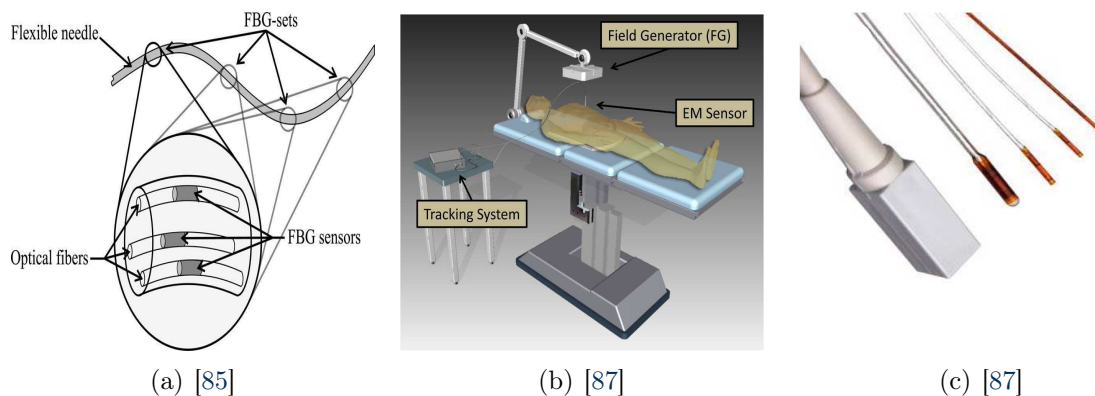 Flexible needle
FBG-sets
Optical fibers
FBG sensors
Field Generator (FG)
EM Sensor
Tracking System
(a) [85]
(b) [87]
(c) [87]